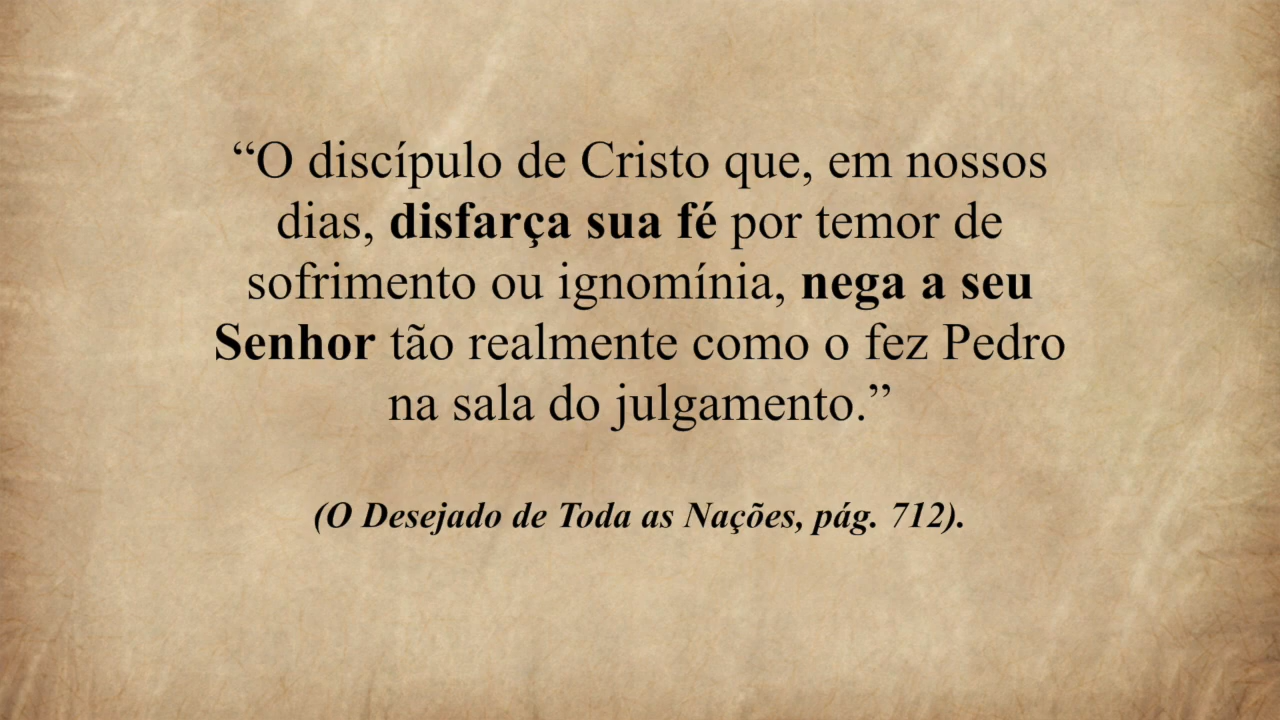 “O discípulo de Cristo que, em nossos
dias, disfarça sua fé por temor de
sofrimento ou ignomínia, nega a seu
Senhor tão realmente como o fez Pedro
na sala do julgamento.”
(O Desejado de Toda as Nações, pág. 712).